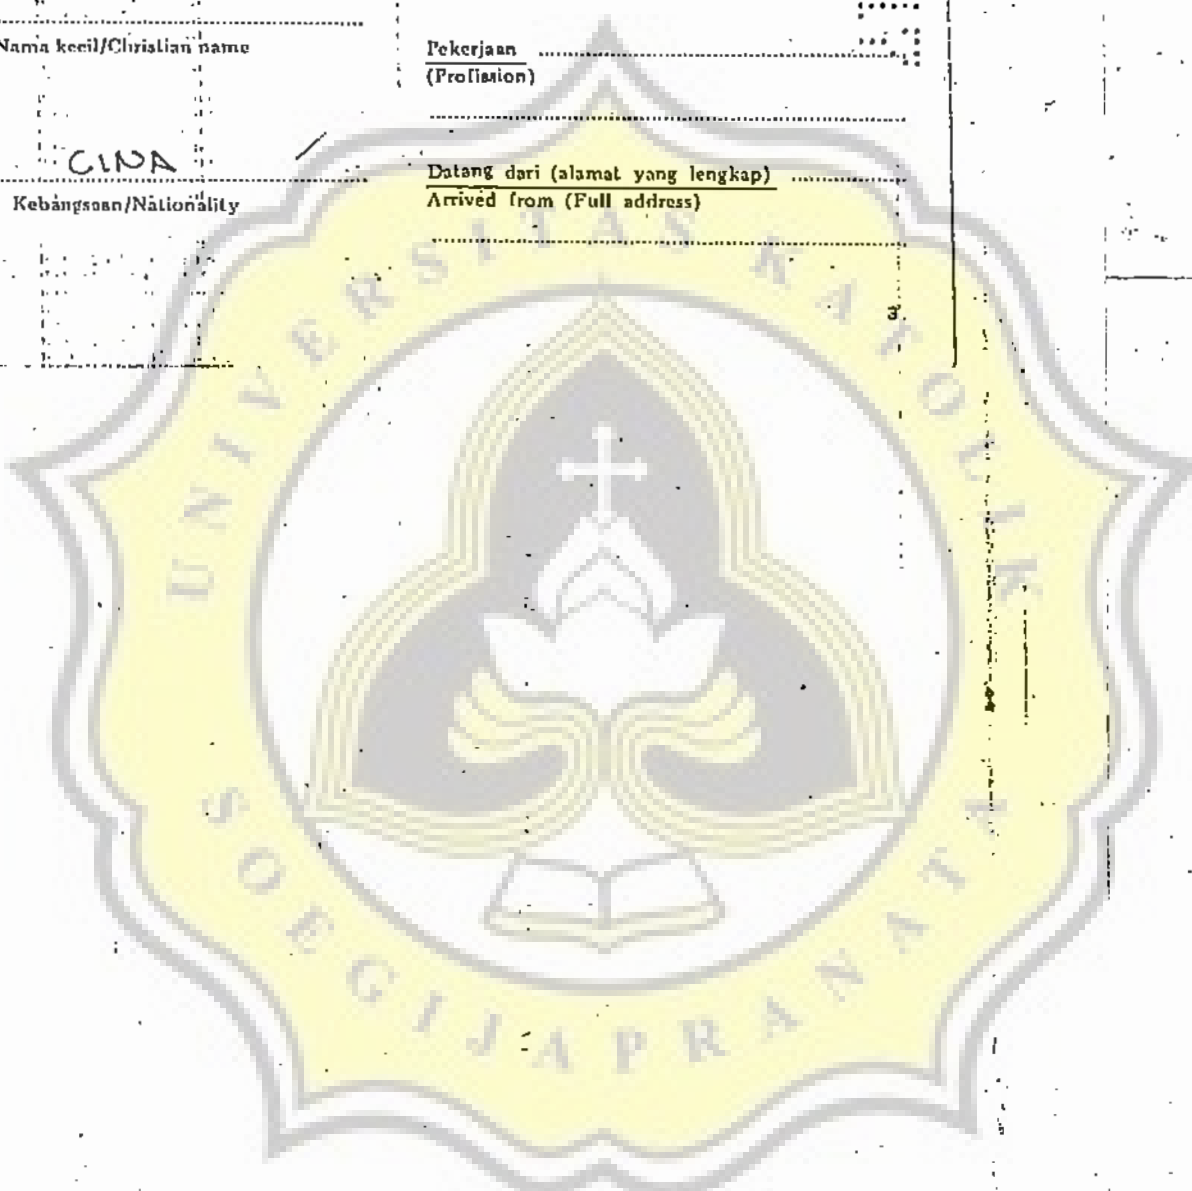 Nama kecil/Christian name
Pekerjaan
(Profission)
CINA
Kebangsaan/Nationality
Datang dari (alamat yang lengkap)
Arrived from (Full address)
3.
UNIVERSITAS KATOLIK
SOEGIJAPRANATA